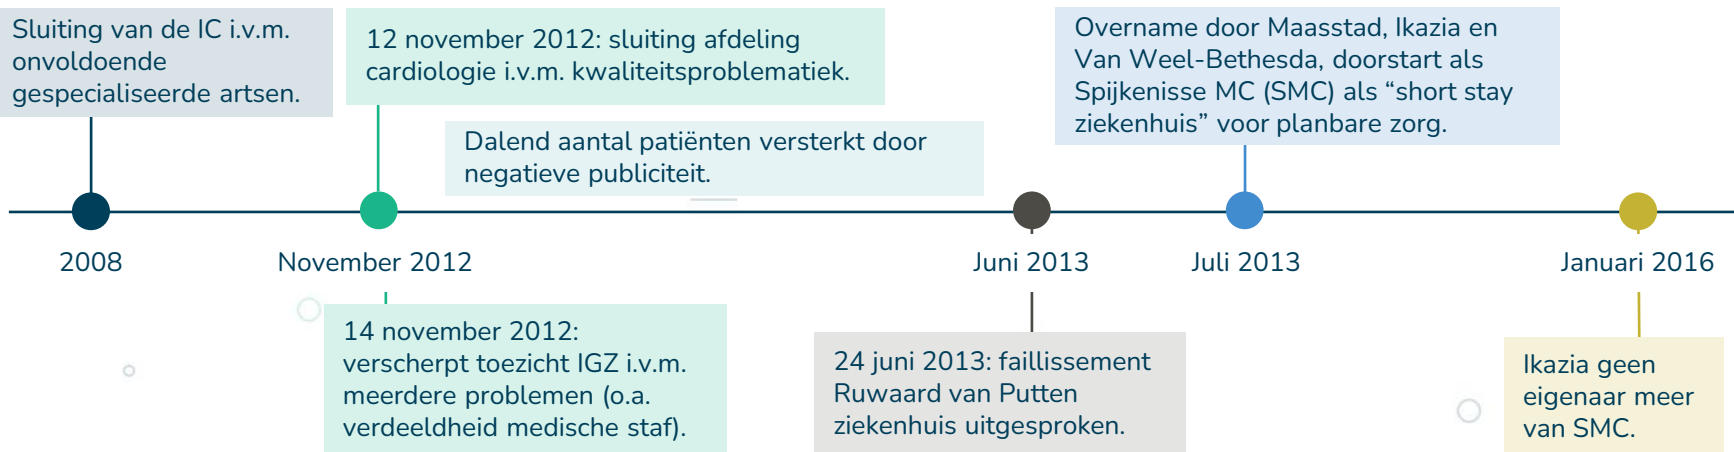 Sluiting van de IC i.v.m.
onvoldoende
gespecialiseerde artsen.
12 november 2012: sluiting afdeling
cardiologie i.v.m. kwaliteitsproblematiek.
Dalend aantal patiënten versterkt door
negatieve publiciteit.
Overname door Maasstad, Ikazia en
Van Weel-Bethesda, doorstart als
Spijkenisse MC (SMC) als “short stay
ziekenhuis” voor planbare zorg.
2008
November 2012
Juni 2013
Juli 2013
Januari 2016
14 november 2012:
verscherpt toezicht IGZ i.v.m.
meerdere problemen (o.a.
verdeeldheid medische staf).
24 juni 2013: faillissement
Ruwaard van Putten
ziekenhuis uitgesproken.
Ikazia geen
eigenaar meer
van SMC.